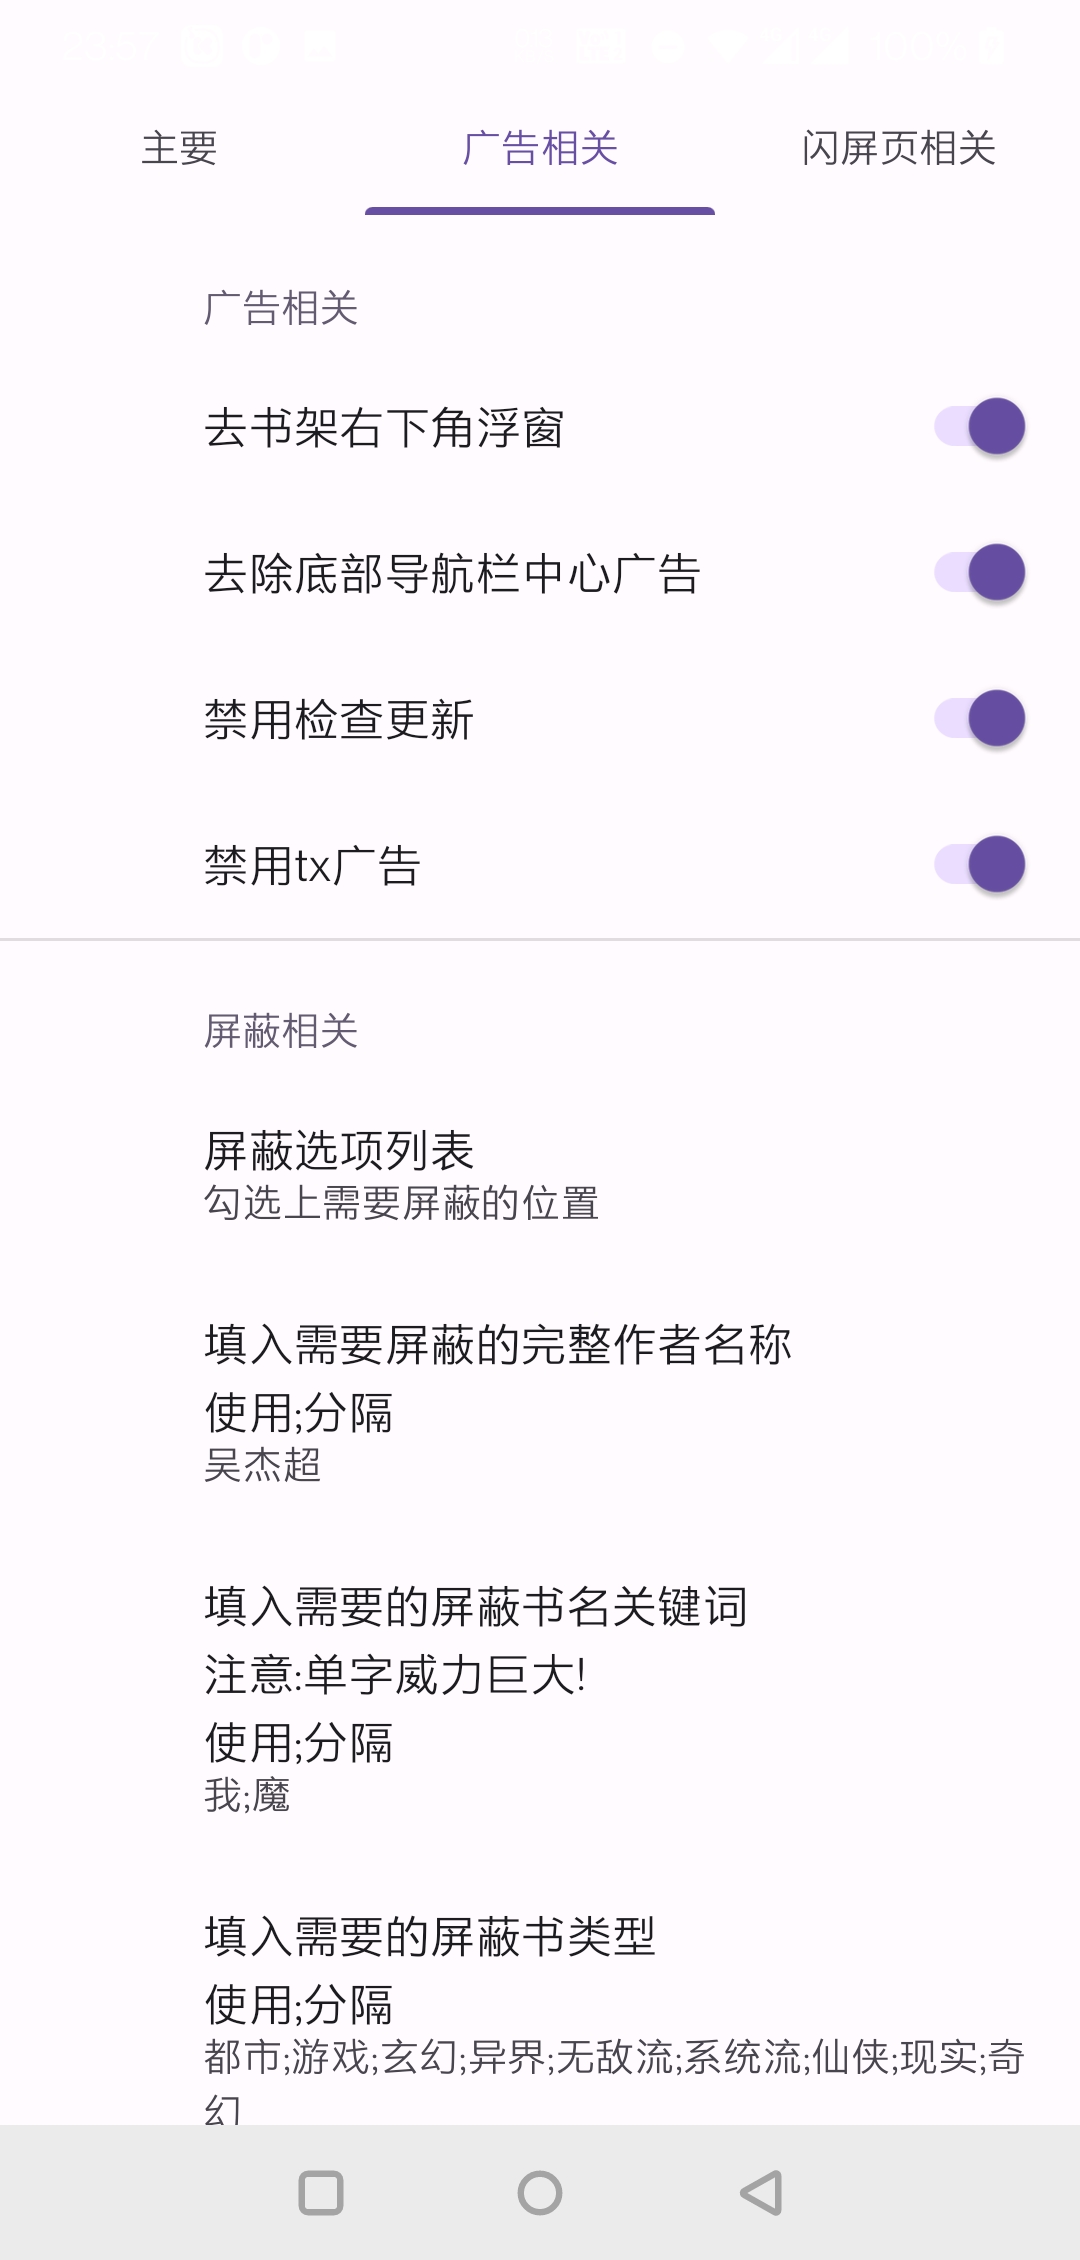 主要
广告相关
闪屏页相关
广告相关
去书架右下角浮窗
去除底部导航栏中心广告
禁用检查更新
禁用tx广告
屏蔽相关
屏蔽选项列表
勾选上需要屏蔽的位置
填入需要屏蔽的完整作者名称
使用;分隔
吴杰超
填入需要的屏蔽书名关键词
注意:单字威力巨大!
使用;分隔
我;魔
填入需要的屏蔽书类型
使用;分隔
都市;游戏;玄幻;异界;无敌流;系统流;仙侠;现实;奇
幻